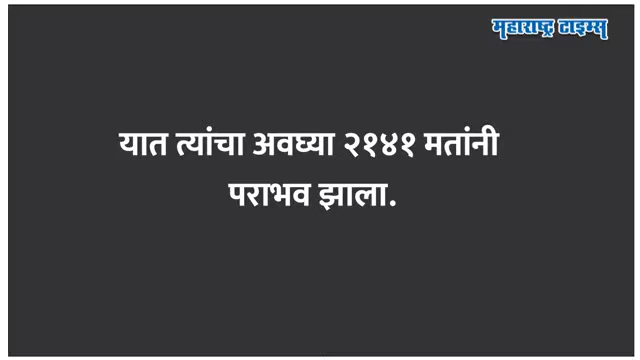 महाराष्ट्र टाइम्स्
यात त्यांचा अवघ्या २१४१ मतांनी
पराभव झाला.